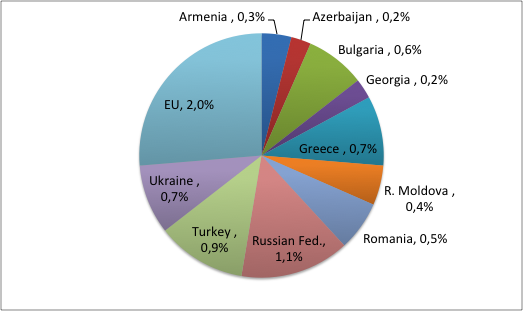 Armenia , 0,3%
Azerbaijan , 0,2%
Bulgaria , 0,6%
Georgia , 0,2%
Greece , 0,7%
R. Moldova ,
0,4%
Romania, 0,5%
Russian Fed.,
1,1%
Turkey ,
0,9%
Ukraine ,
0,7%
EU, 2,0%